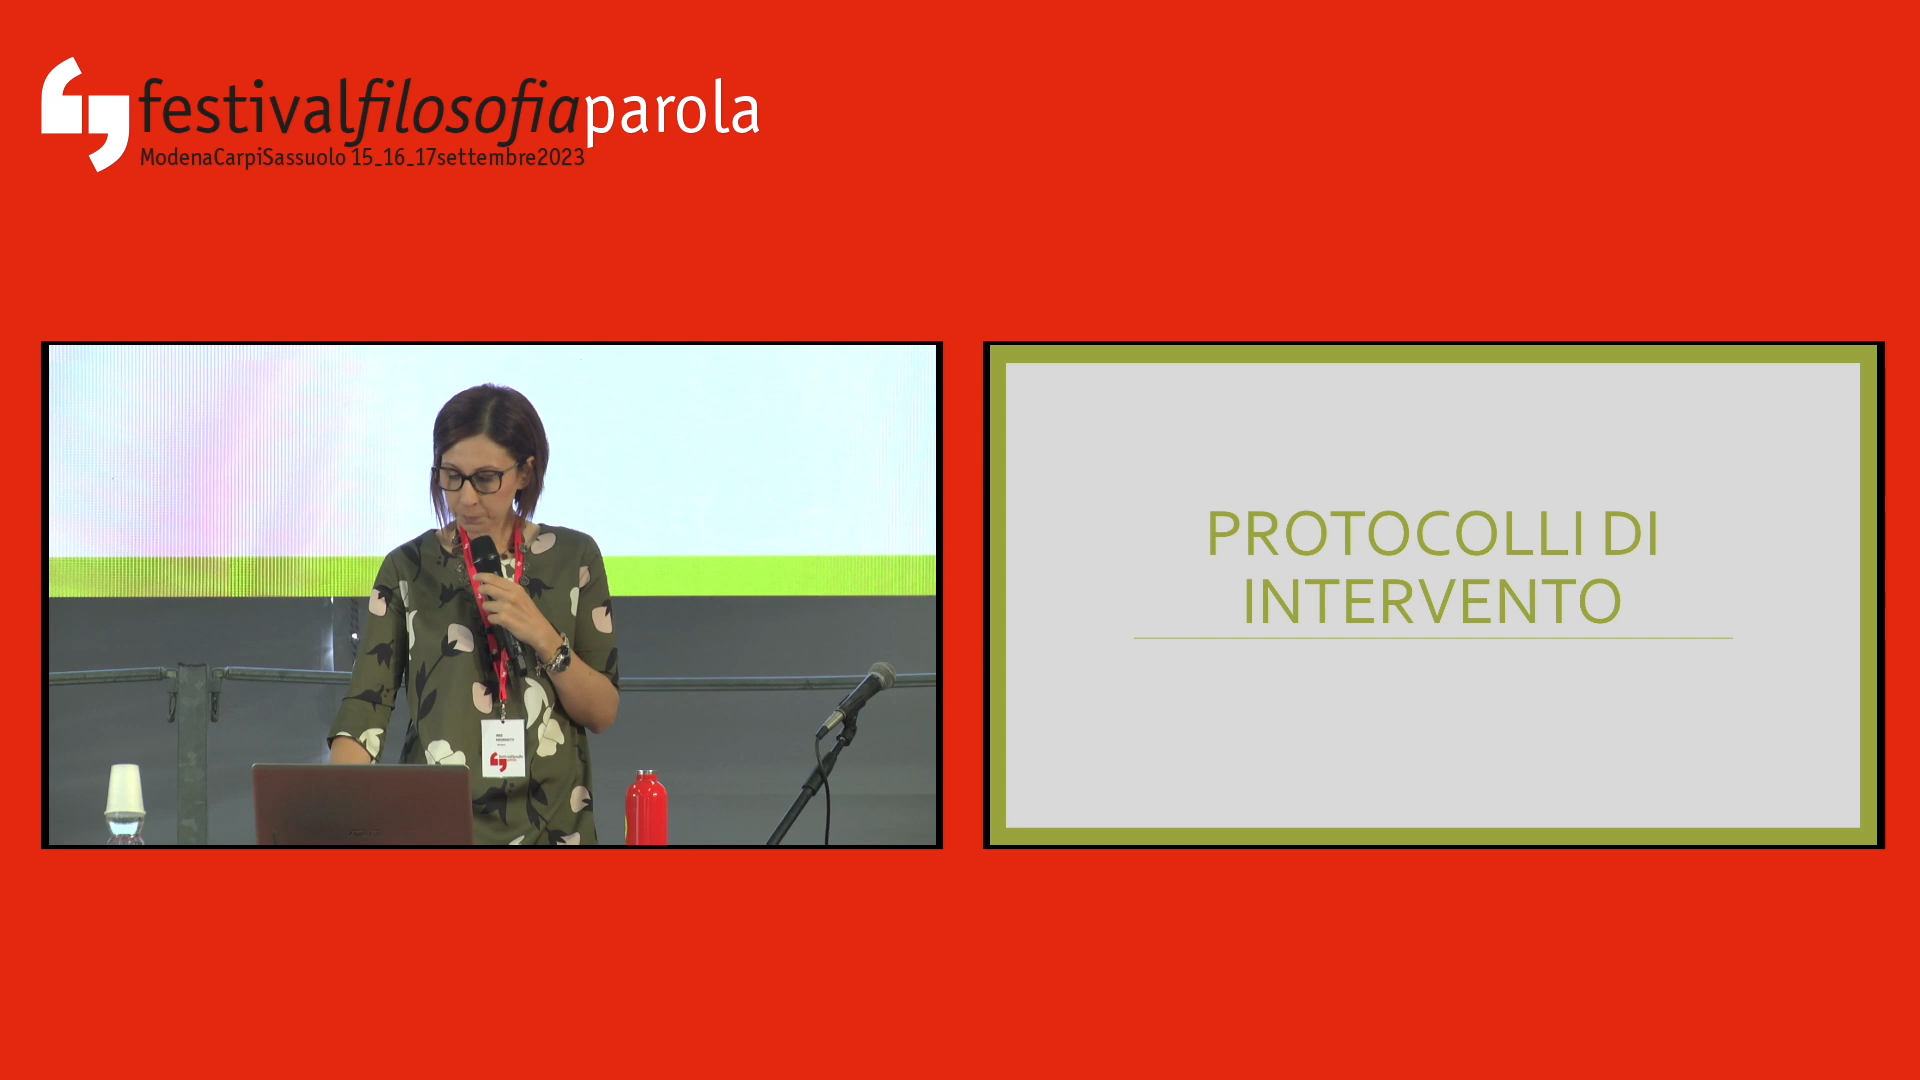 festivalfilosofiaparola
ModenaCarpiSassuolo 15_16_17settembre2023
PROTOCOLLI DI
INTERVENTO